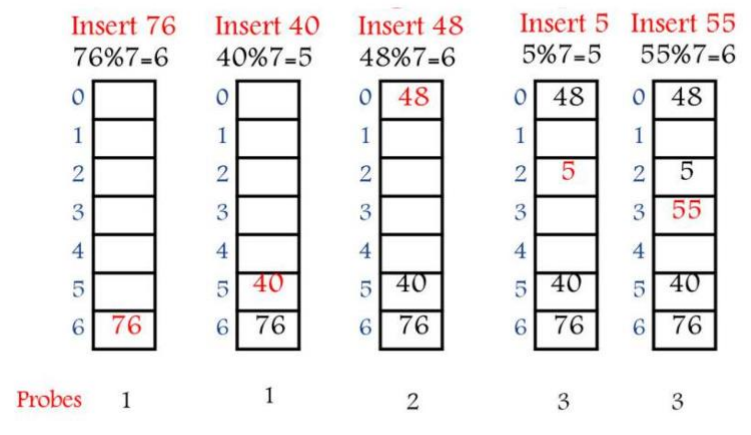 Insert 76 Insert 40 Insert 48 Insert 5 Insert 55
76%7=6 40%7=5 48%7=6 5%7=5 55%7=6
0 0 0 48 0 48 0 48
1 1 1 1 1
2 2 2 2 5 2 5
3 3 3 3 3 55
4 4 4 4 4
5 5 40 5 40 5 40 5 40
6 76 6 76 6 76 6 76 6 76
Probes 1 1 2 3 3